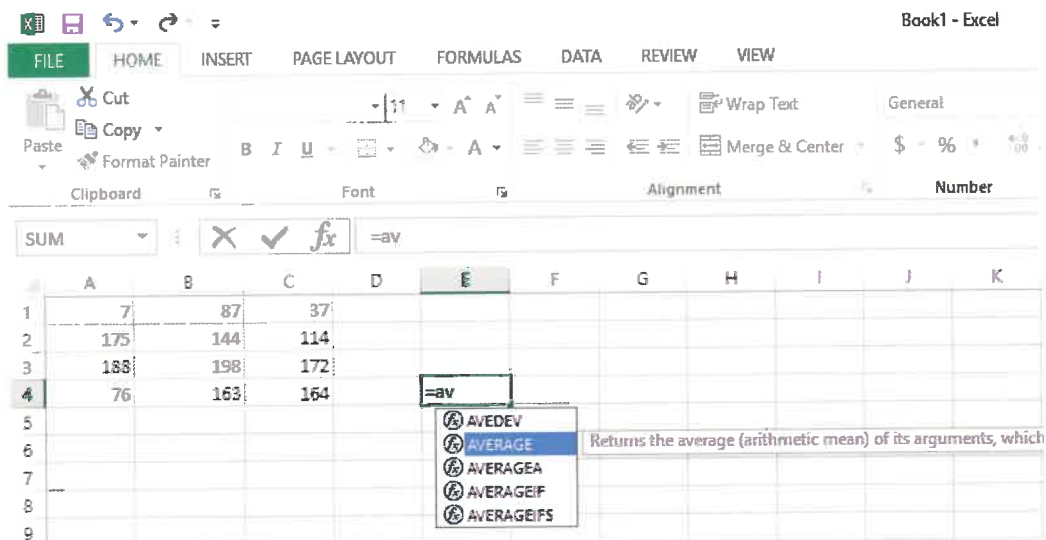 Book1 - Excel
FILE HOME INSERT PAGE LAYOUT FORMULAS DATA REVIEW VIEW
Cut
Copy
Format Painter
Paste
11 A A
B I U A
Wrap Text
Merge & Center
General
$ %
Clipboard Font Alignment Number
SUM fx =av
A B C D E F G H I J K
1 7 87 37
2 175 144 114
3 188 198 172
4 76 163 164 =av
5 AVEDEV
6 AVERAGE Returns the average (arithmetic mean) of its arguments, which
7 AVERAGEA
8 AVERAGEIF
AVERAGEIFS
9